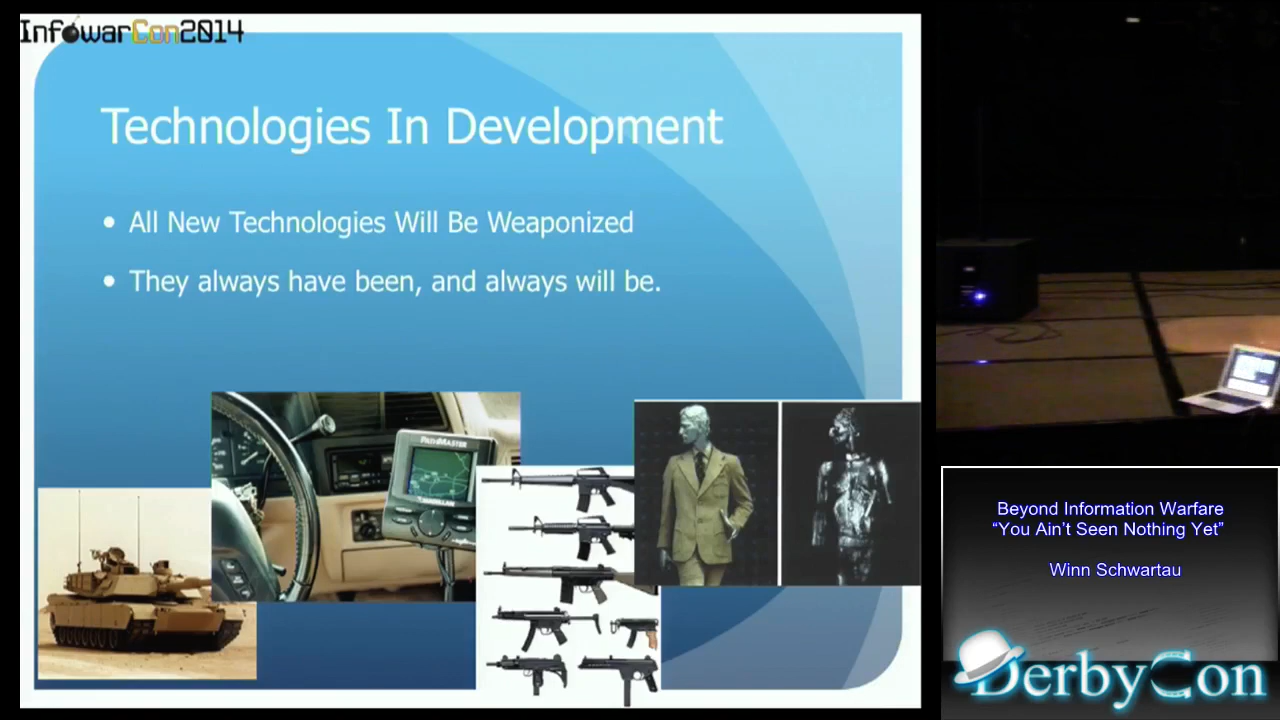 InfowarCon2014
Technologies In Development
• All New Technologies Will Be Weaponized
• They always have been, and always will be.
Beyond Information Warfare
“You Ain't Seen Nothing Yet”
Winn Schwartau
DerbyCon